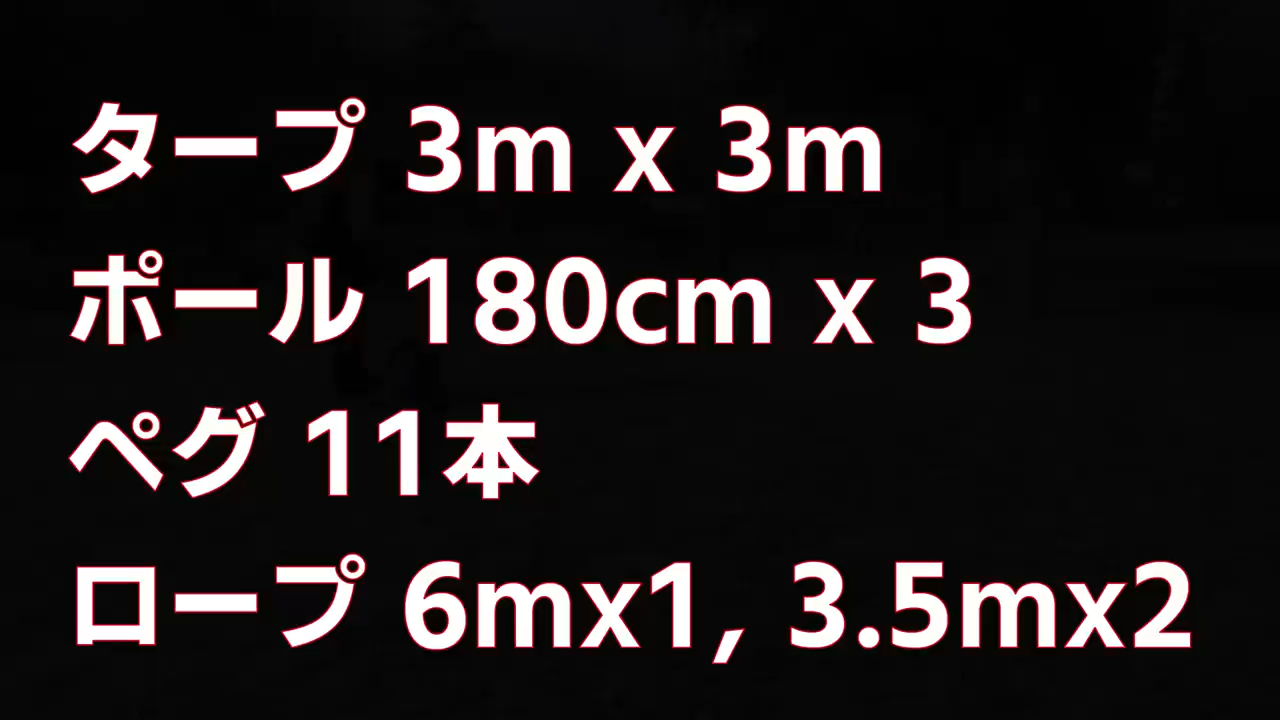 タープ 3m x 3m
ポール 180cm x 3
ペグ 11本
ロープ 6mx1, 3.5mx2